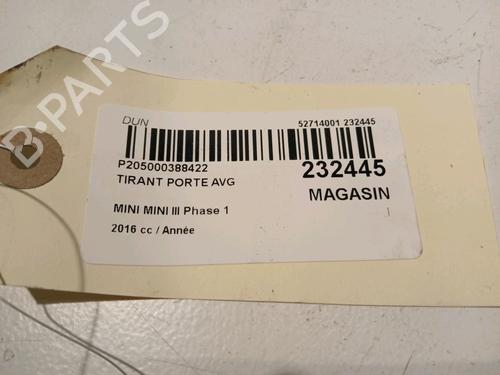 DUN
52714001 232445
P205000388422
232445
TIRANT PORTE AVG
MAGASIN
MINI MINI III Phase 1
2016 cc / Année
B-PARTS